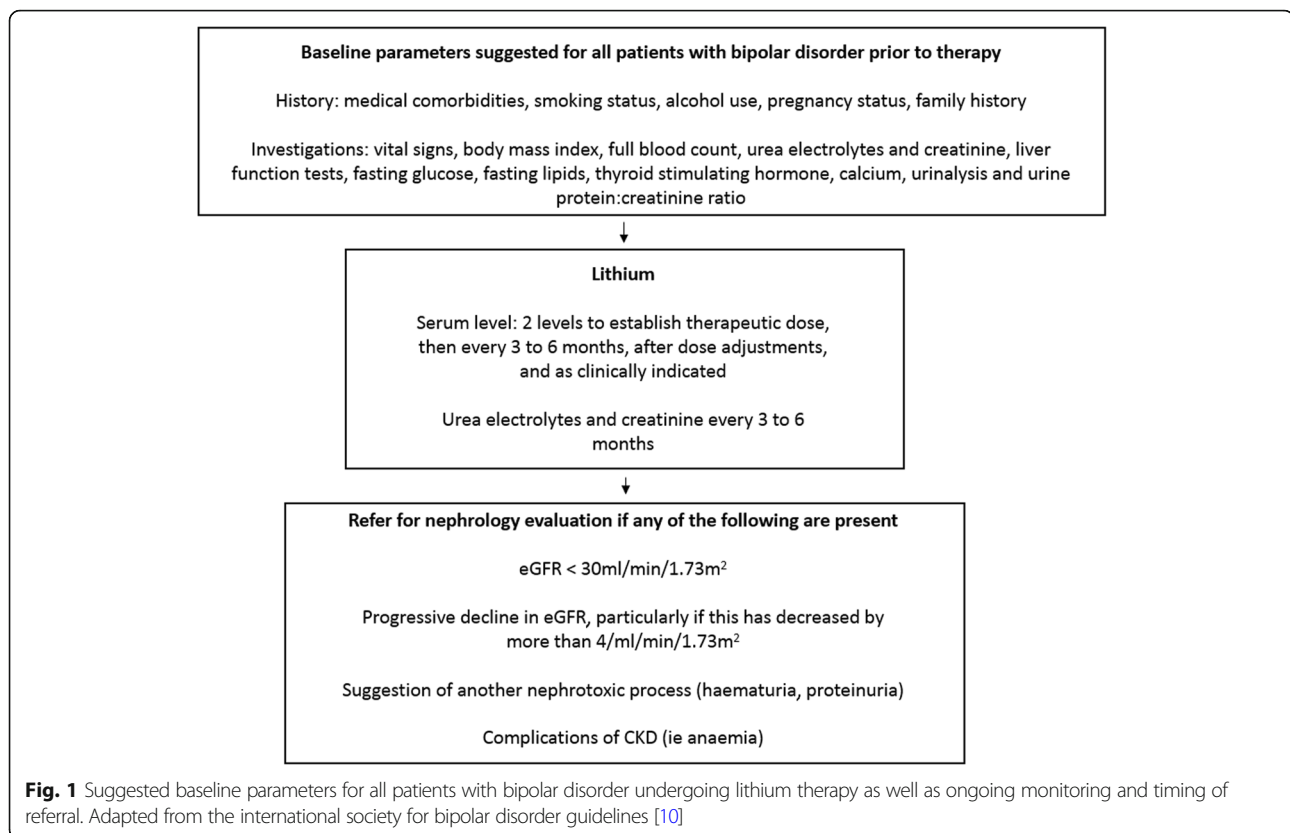 Baseline parameters suggested for all patients with bipolar disorder prior to therapy
History: medical comorbidities, smoking status, alcohol use, pregnancy status, family history
Investigations: vital signs, body mass index, full blood count, urea electrolytes and creatinine, liver
function tests, fasting glucose, fasting lipids, thyroid stimulating hormone, calcium, urinalysis and urine
protein:creatinine ratio
Lithium
Serum level: 2 levels to establish therapeutic dose,
then every 3 to 6 months, after dose adjustments,
and as clinically indicated
Urea electrolytes and creatinine every 3 to 6
months
Refer for nephrology evaluation if any of the following are present
eGFR < 30ml/min/1.73m²
Progressive decline in eGFR, particularly if this has decreased by
more than 4/ml/min/1.73m²
Suggestion of another nephrotoxic process (haematuria, proteinuria)
Complications of CKD (ie anaemia)
Fig. 1 Suggested baseline parameters for all patients with bipolar disorder undergoing lithium therapy as well as ongoing monitoring and timing of
referral. Adapted from the international society for bipolar disorder guidelines [10]